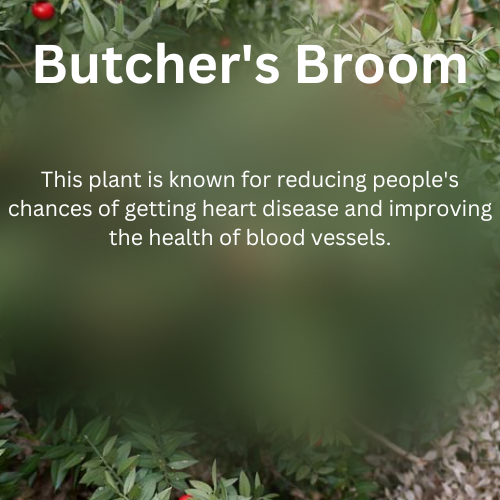 Butcher's Broom
This plant is known for reducing people's
chances of getting heart disease and improving
the health of blood vessels.